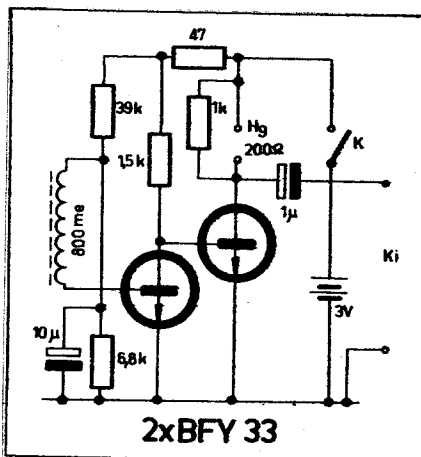 47
39k
1k
Hg
200Ω
K
1,5k
1μ
800 me
Ki
10μ
6,8k
3V
2xBFY 33